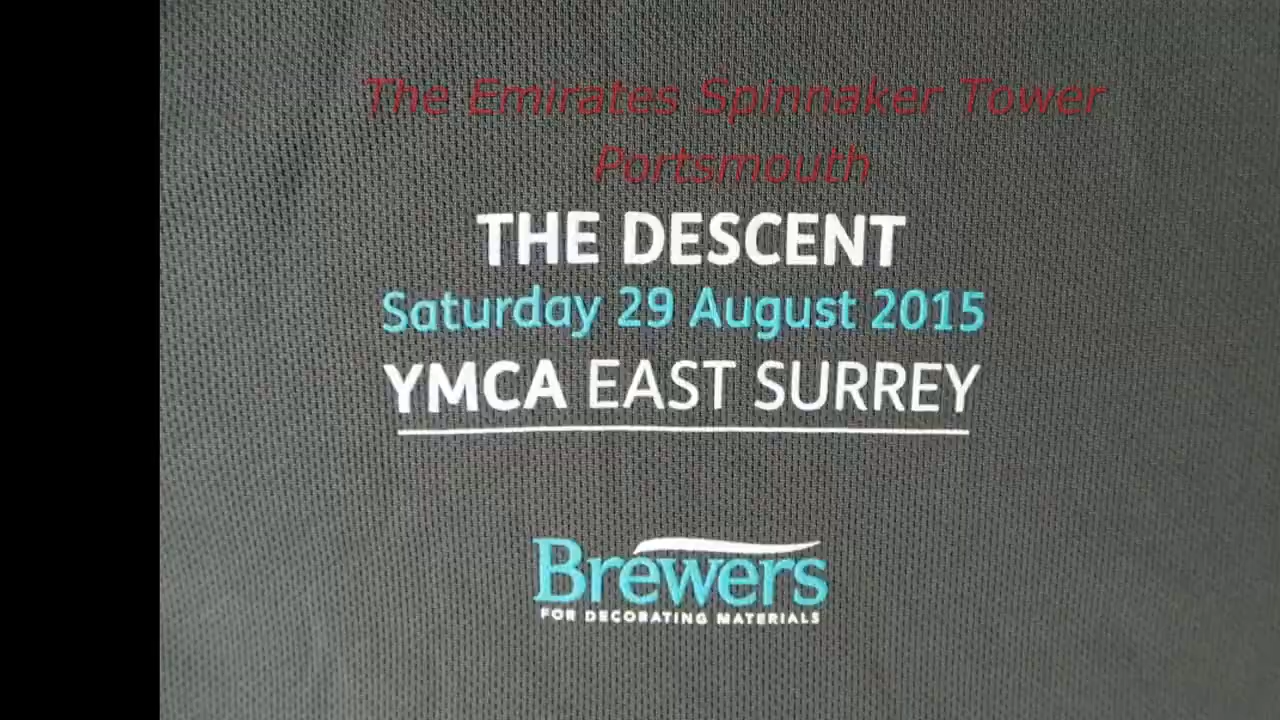 The Emirates Spinnaker Tower
Portsmouth
THE DESCENT
Saturday 29 August 2015
YMCA EAST SURREY
Brewers
FOR DECORATING MATERIALS